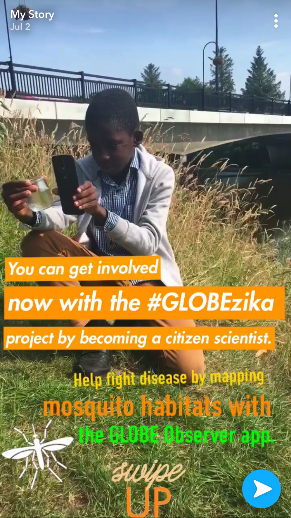 My Story
Jul 2
You can get involved
now with the #GLOBEzika
project by becoming a citizen scientist.
Help fight disease by mapping
mosquito habitats with
the GLOBE Observer app.
swipe
UP